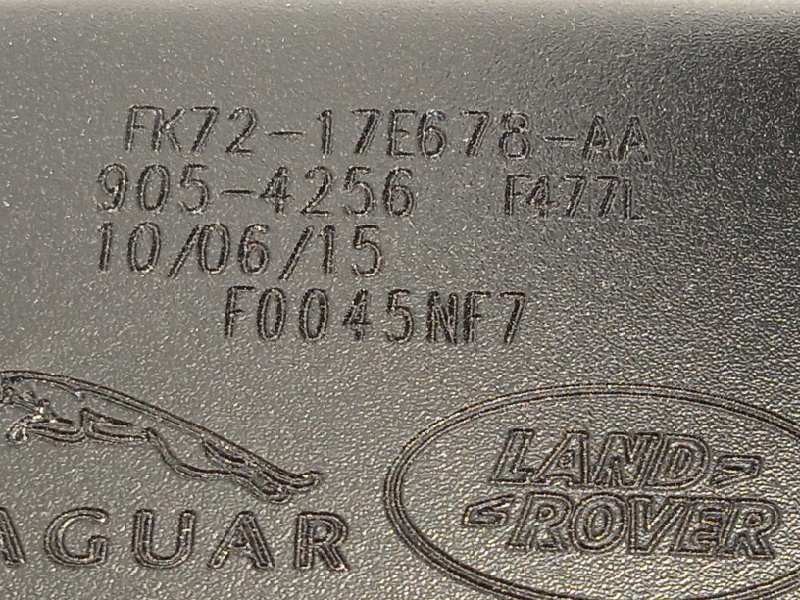 FK72-17E678-AA
905-4256 F477L
10/06/15
F0045NF7
AGUAR
LAND
ROVER